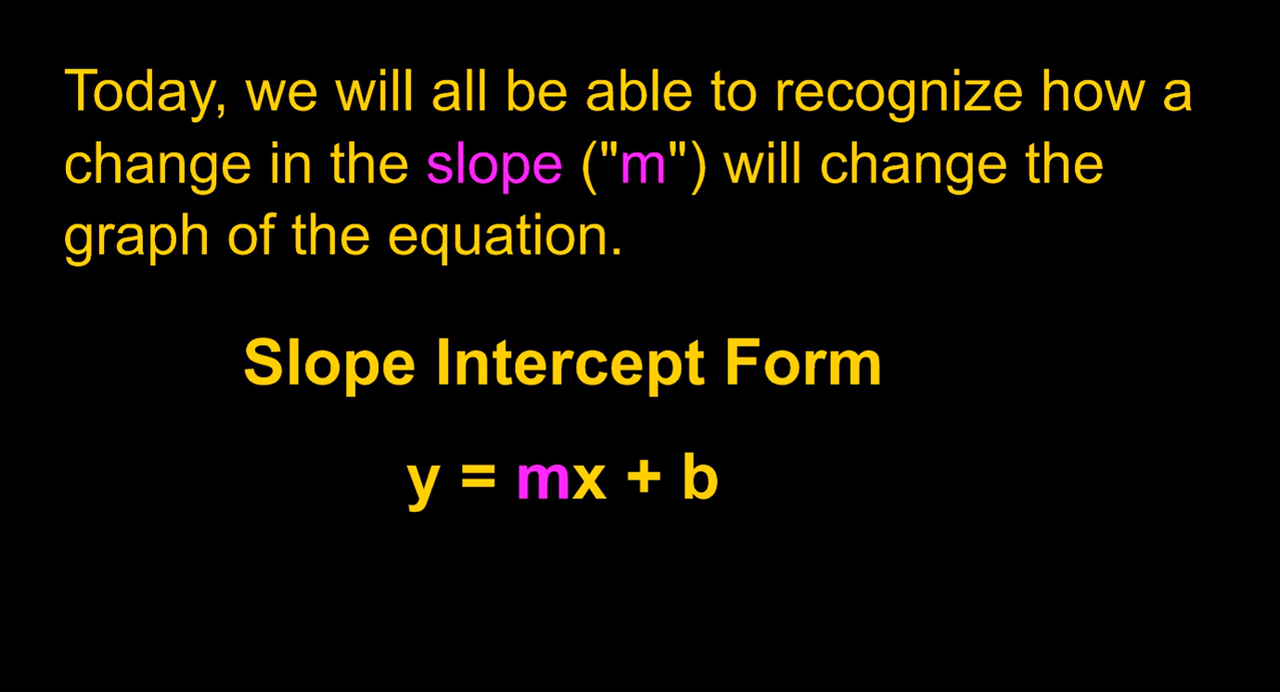 Today, we will all be able to recognize how a
change in the slope ("m") will change the
graph of the equation.
Slope Intercept Form
y = mx + b